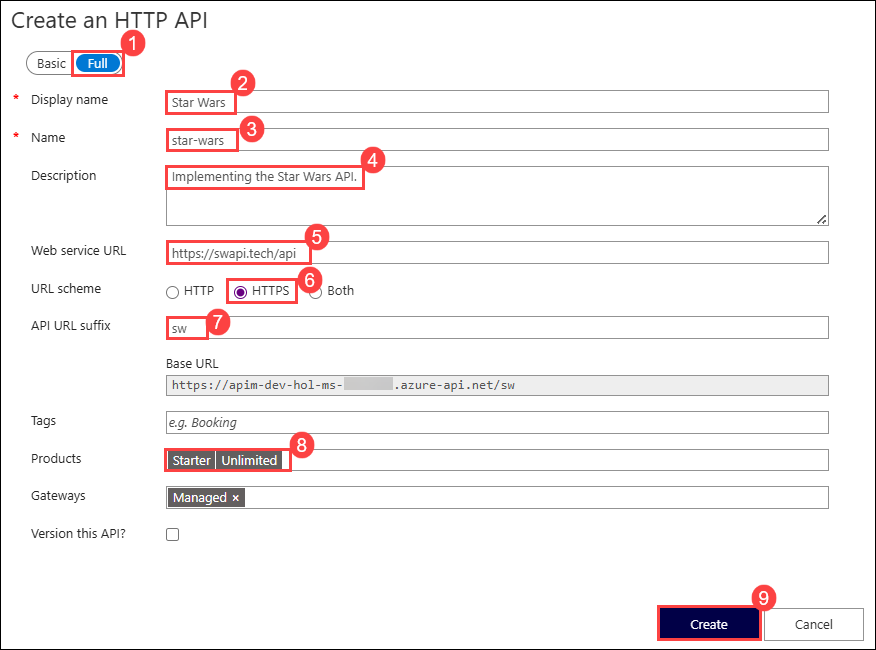 Create an HTTP API
1
Basic Full
2
* Display name Star Wars
3
* Name star-wars
4
Description Implementing the Star Wars API.
5
Web service URL https://swapi.tech/api
6
URL scheme HTTP HTTPS Both
7
API URL suffix sw
Base URL
https://apim-dev-hol-ms- .azure-api.net/sw
Tags e.g. Booking
8
Products Starter Unlimited
Gateways Managed ×
Version this API?
9
Create Cancel